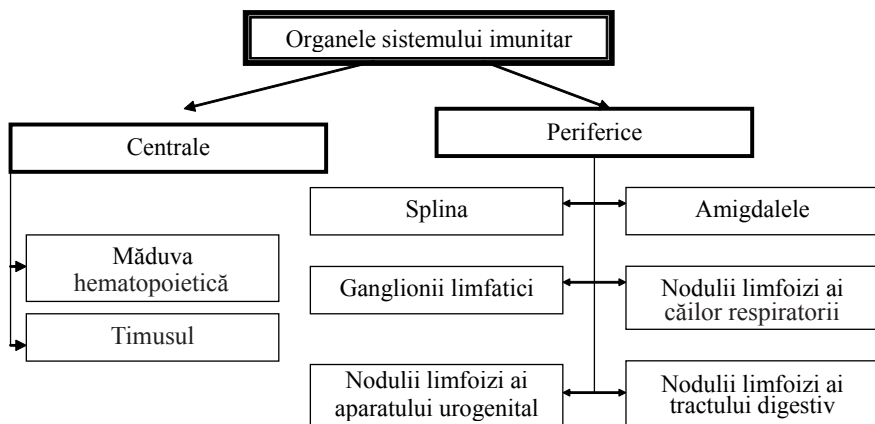 Organele sistemului imunitar
Centrale
Periferice
Splina
Amigdalele
Măduva
hematopoietică
Ganglionii limfatici
Nodulii limfoizi ai
căilor respiratorii
Timusul
Nodulii limfoizi ai
aparatului urogenital
Nodulii limfoizi ai
tractului digestiv